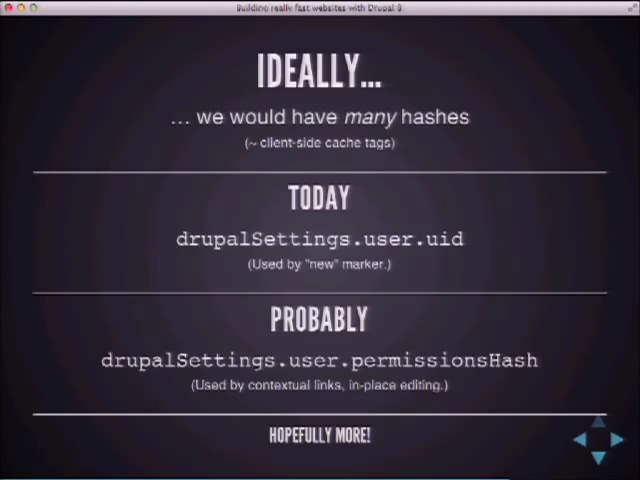 Building really fast websites with Drupal 8
IDEALLY...
... we would have many hashes
(~ client-side cache tags)
TODAY
drupalSettings.user.uid
(Used by "new" marker.)
PROBABLY
drupalSettings.user.permissionsHash
(Used by contextual links, in-place editing.)
HOPEFULLY MORE!